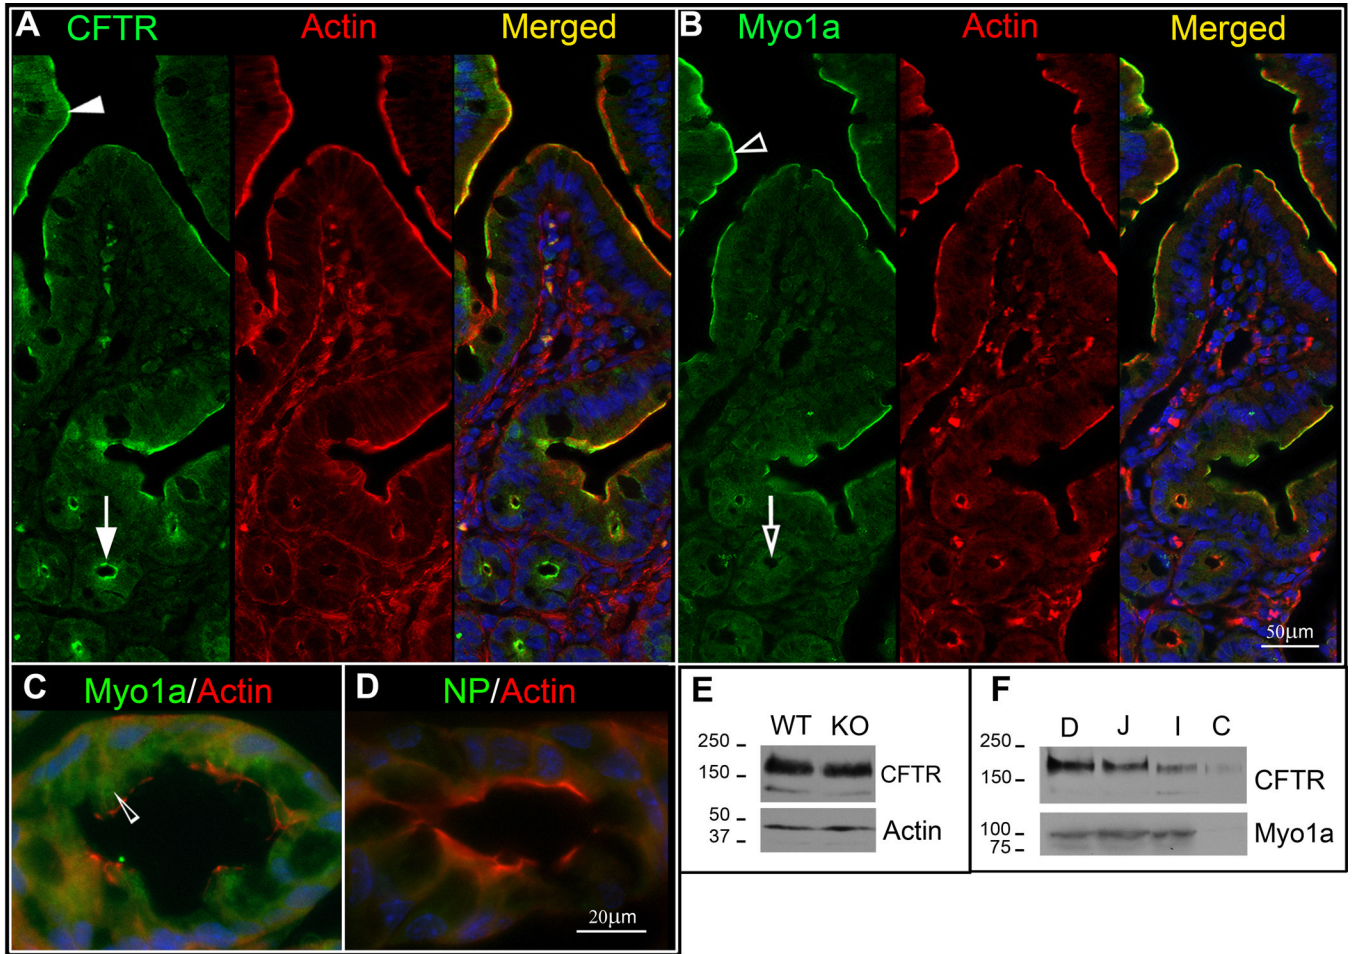 A CFTR Actin Merged
B Myo1a Actin Merged
50µm
C Myo1a/Actin
D NP/Actin
20µm
E
WT KO
250
150
CFTR
50
37
Actin
F
D J I C
250
150
CFTR
100
75
Myo1a